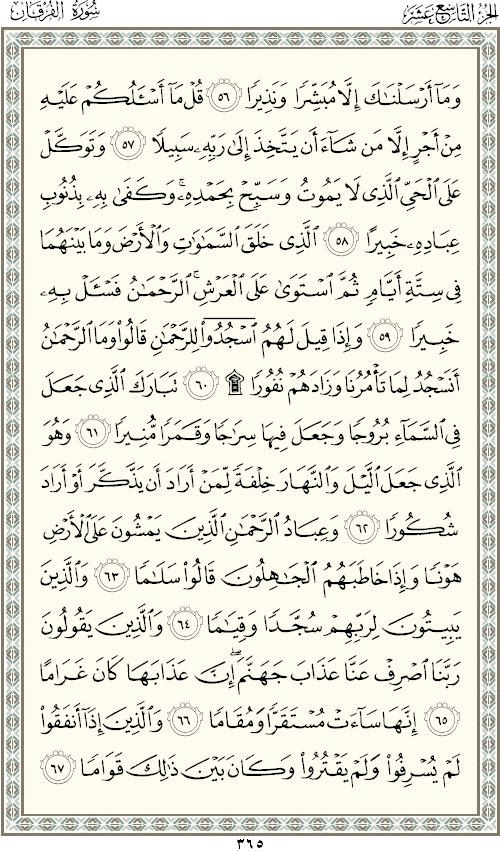 الجزء التاسع عشر
سورة الفرقان
وَمَآ أَرْسَلْنَٰكَ إِلَّا مُبَشِّرًا وَنَذِيرًا ٥٦ قُلْ مَآ أَسْـَٔلُكُمْ عَلَيْهِ
مِنْ أَجْرٍ إِلَّا مَن شَآءَ أَن يَتَّخِذَ إِلَىٰ رَبِّهِۦ سَبِيلًا ٥٧ وَتَوَكَّلْ
عَلَى ٱلْحَىِّ ٱلَّذِى لَا يَمُوتُ وَسَبِّحْ بِحَمْدِهِۦ ۚ وَكَفَىٰ بِهِۦ بِذُنُوبِ
عِبَادِهِۦ خَبِيرًا ٥٨ ٱلَّذِى خَلَقَ ٱلسَّمَٰوَٰتِ وَٱلْأَرْضَ وَمَا بَيْنَهُمَا
فِى سِتَّةِ أَيَّامٍ ثُمَّ ٱسْتَوَىٰ عَلَى ٱلْعَرْشِ ۚ ٱلرَّحْمَٰنُ فَسْـَٔلْ بِهِۦ
خَبِيرًا ٥٩ وَإِذَا قِيلَ لَهُمُ ٱسْجُدُوا۟ لِلرَّحْمَٰنِ قَالُوا۟ وَمَا ٱلرَّحْمَٰنُ
أَنَسْجُدُ لِمَا تَأْمُرُنَا وَزَادَهُمْ نُفُورًا ۩ ٦٠ تَبَارَكَ ٱلَّذِى جَعَلَ
فِى ٱلسَّمَآءِ بُرُوجًا وَجَعَلَ فِيهَا سِرَٰجًا وَقَمَرًا مُّنِيرًا ٦١ وَهُوَ
ٱلَّذِى جَعَلَ ٱلَّيْلَ وَٱلنَّهَارَ خِلْفَةً لِّمَنْ أَرَادَ أَن يَذَّكَّرَ أَوْ أَرَادَ
شُكُورًا ٦٢ وَعِبَادُ ٱلرَّحْمَٰنِ ٱلَّذِينَ يَمْشُونَ عَلَى ٱلْأَرْضِ
هَوْنًا وَإِذَا خَاطَبَهُمُ ٱلْجَٰهِلُونَ قَالُوا۟ سَلَٰمًا ٦٣ وَٱلَّذِينَ
يَبِيتُونَ لِرَبِّهِمْ سُجَّدًا وَقِيَٰمًا ٦٤ وَٱلَّذِينَ يَقُولُونَ
رَبَّنَا ٱصْرِفْ عَنَّا عَذَابَ جَهَنَّمَ ۖ إِنَّ عَذَابَهَا كَانَ غَرَامًا
٦٥ إِنَّهَا سَآءَتْ مُسْتَقَرًّا وَمُقَامًا ٦٦ وَٱلَّذِينَ إِذَآ أَنفَقُوا۟
لَمْ يُسْرِفُوا۟ وَلَمْ يَقْتُرُوا۟ وَكَانَ بَيْنَ ذَٰلِكَ قَوَامًا ٦٧
٣٦٥